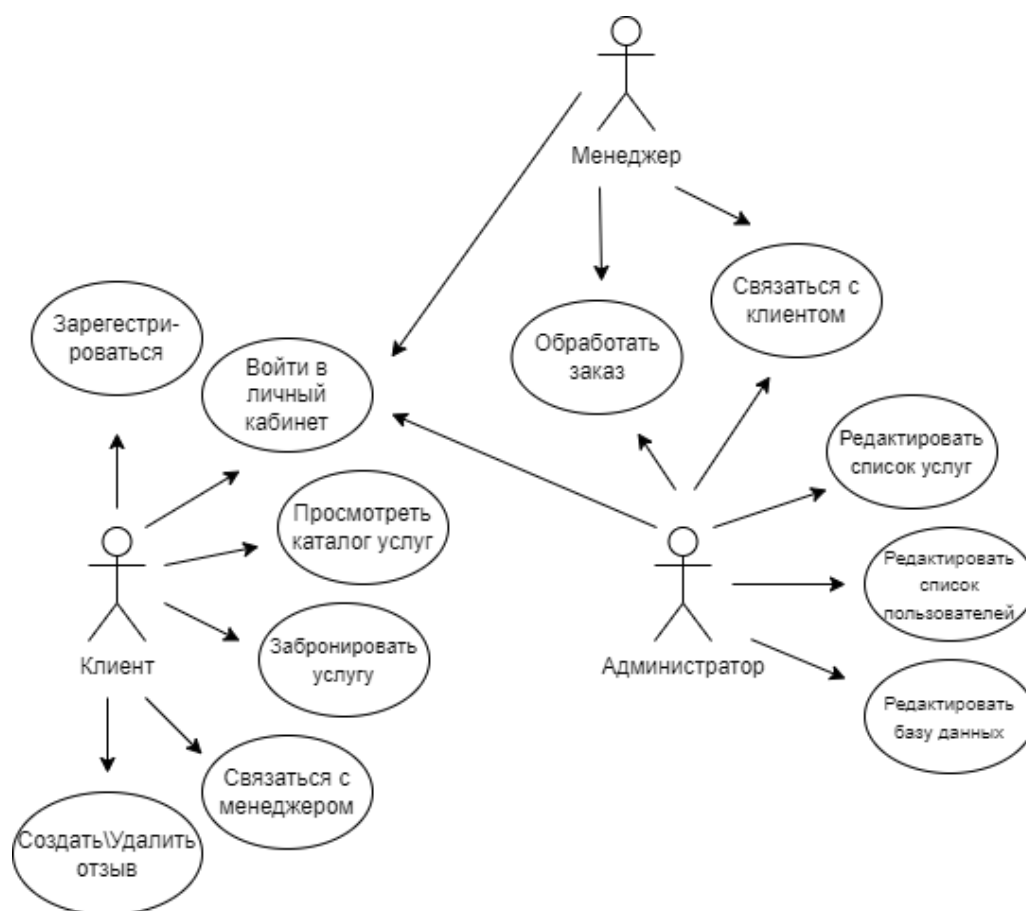 Менеджер
Связаться с
клиентом
Зарегестри-
роваться
Обработать
заказ
Войти в
личный
кабинет
Редактировать
список услуг
Просмотреть
каталог услуг
Редактировать
список
пользователей
Забронировать
услугу
Клиент
Администратор
Редактировать
базу данных
Связаться с
менеджером
Создать\Удалить
отзыв